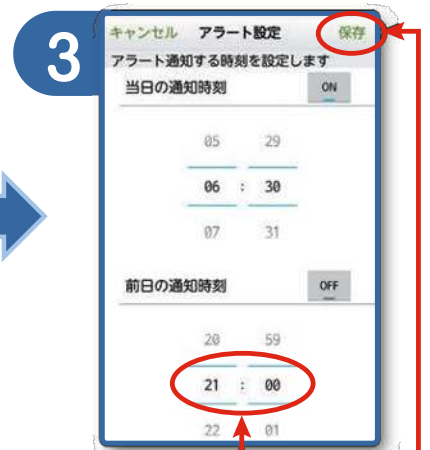 3
キャンセル アラート設定 保存
アラート通知する時刻を設定します
当日の通知時刻 ON
05 29
06 : 30
07 31
前日の通知時刻 OFF
20 59
21 : 00
22 01